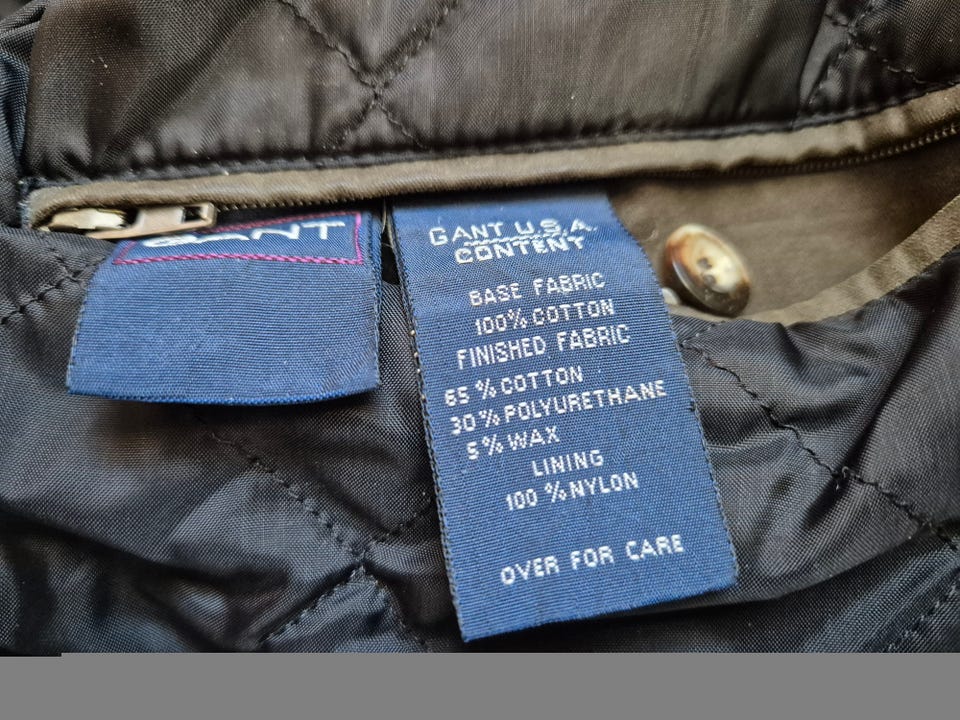 GANT
GANT U.S.A.
CONTENT
BASE FABRIC
100% COTTON
FINISHED FABRIC
65 % COTTON
30% POLYURETHANE
5% WAX
LINING
100 % NYLON
OVER FOR CARE